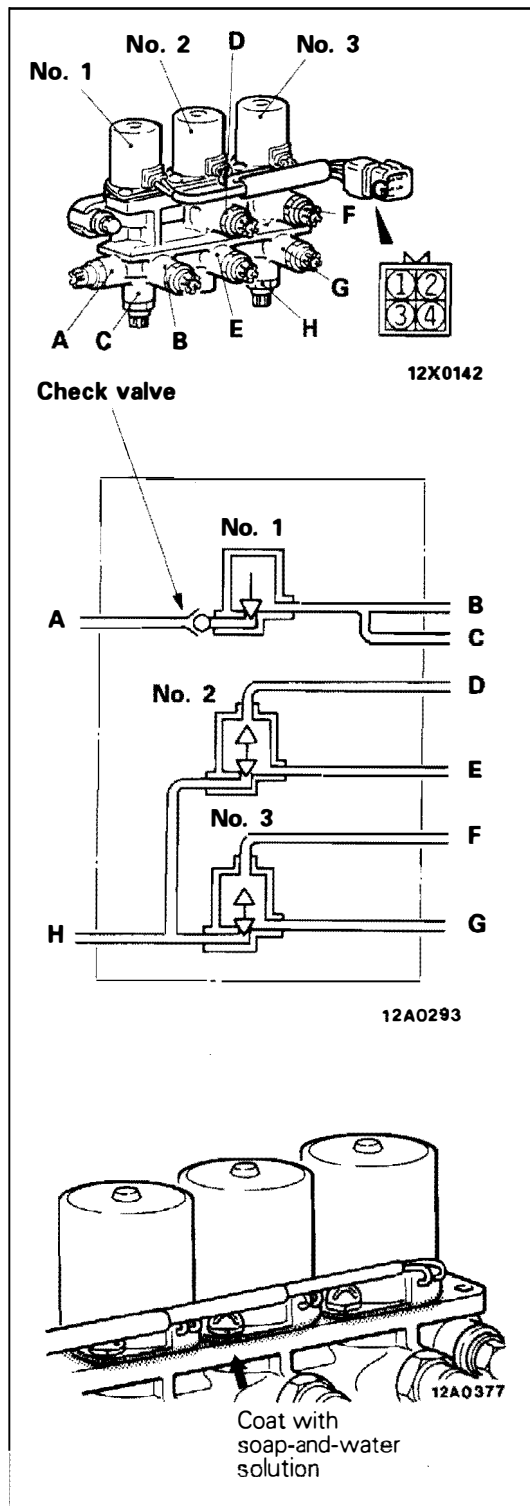 D
No. 2
No. 3
No. 1
F
G
A
C
B
E
H
1 2
3 4
12X0142
Check valve
No. 1
A
B
C
D
No. 2
E
No. 3
F
H
G
12A0293
12A0377
Coat with
soap-and-water
solution